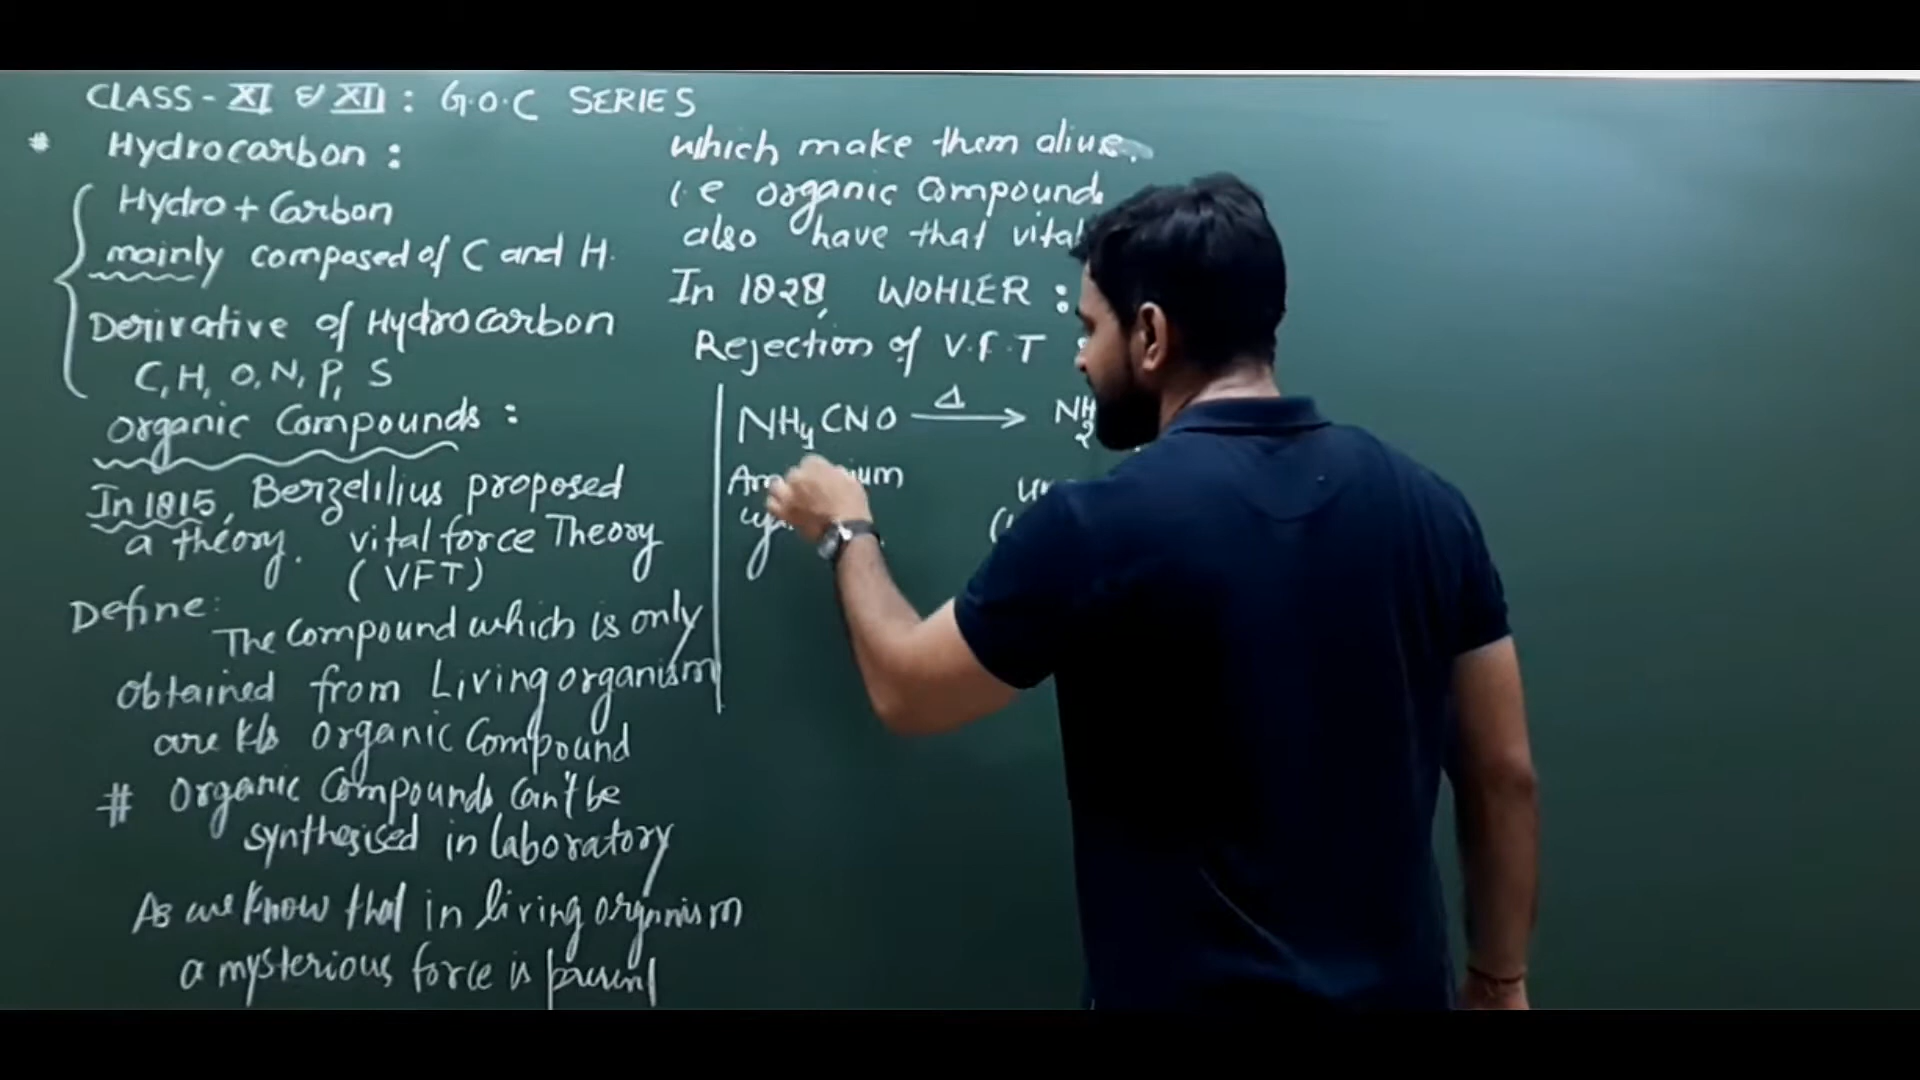 CLASS - XI & XII : G.O.C SERIES
* Hydrocarbon :
Hydro + Carbon
mainly composed of C and H.
Derivative of Hydrocarbon
C, H, O, N, P, S
Organic Compounds :
In 1815, Berzelilius proposed
a theory. vital force Theory
(VFT)
Define:
The Compound which is only
obtained from Living organism
are k/s Organic Compound
# Organic Compounds can't be
synthesised in laboratory
As we know that in living organism
a mysterious force is present
which make them alive.
i.e organic Compounds
also have that vital
In 1828, WOHLER :
Rejection of V.F.T :
NH4CNO Δ → NH2